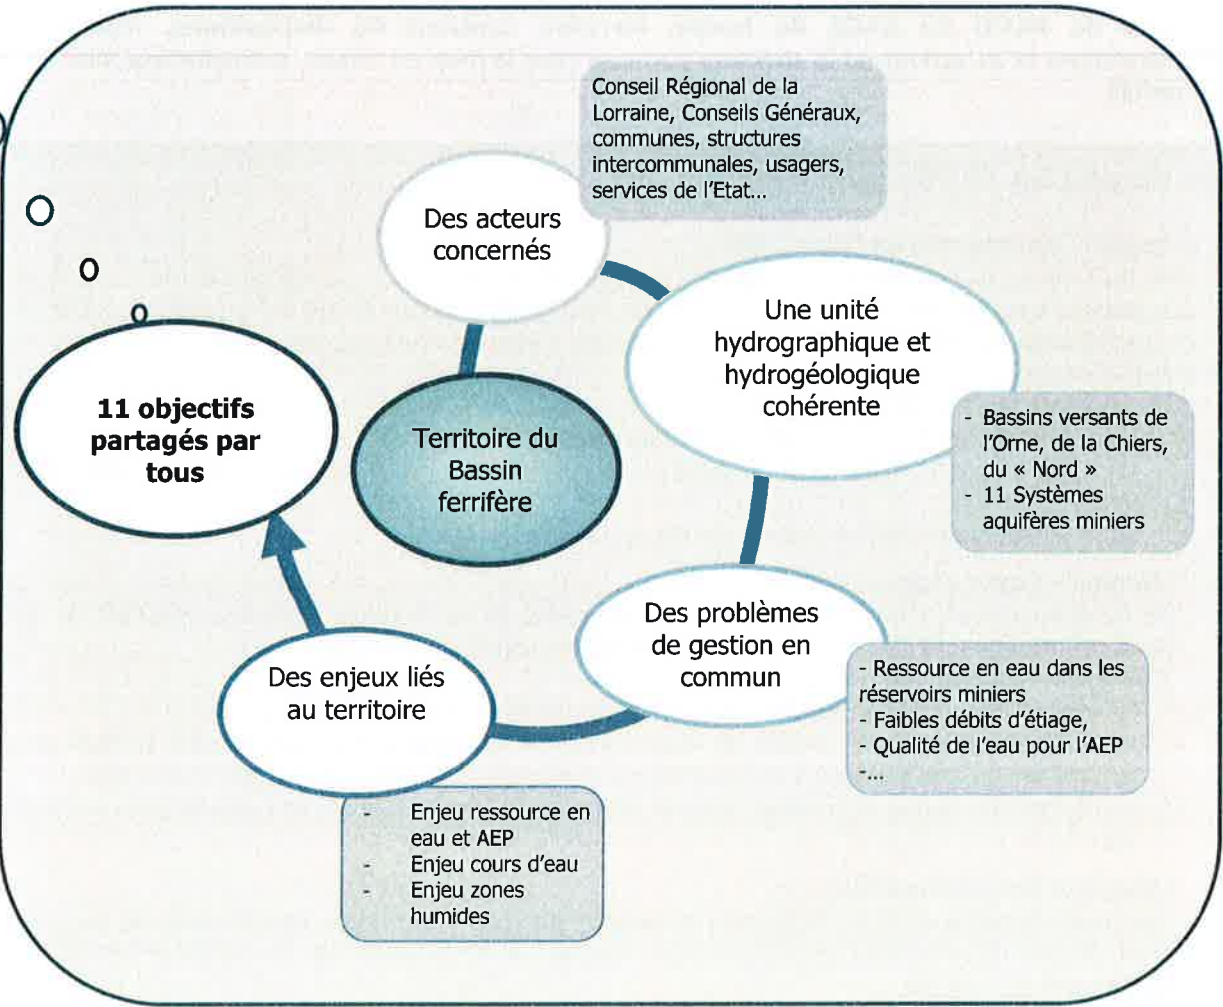 Conseil Régional de la
Lorraine, Conseils Généraux,
communes, structures
intercommunales, usagers,
services de l'Etat...
Des acteurs
concernés
Une unité
hydrographique et
hydrogéologique
cohérente
- Bassins versants de
l'Orne, de la Chiers,
du « Nord »
- 11 Systèmes
aquifères miniers
11 objectifs
partagés par
tous
Territoire du
Bassin
ferrifère
Des problèmes
de gestion en
commun
- Ressource en eau dans les
réservoirs miniers
- Faibles débits d'étiage,
- Qualité de l'eau pour l'AEP
-...
Des enjeux liés
au territoire
- Enjeu ressource en
eau et AEP
- Enjeu cours d'eau
- Enjeu zones
humides